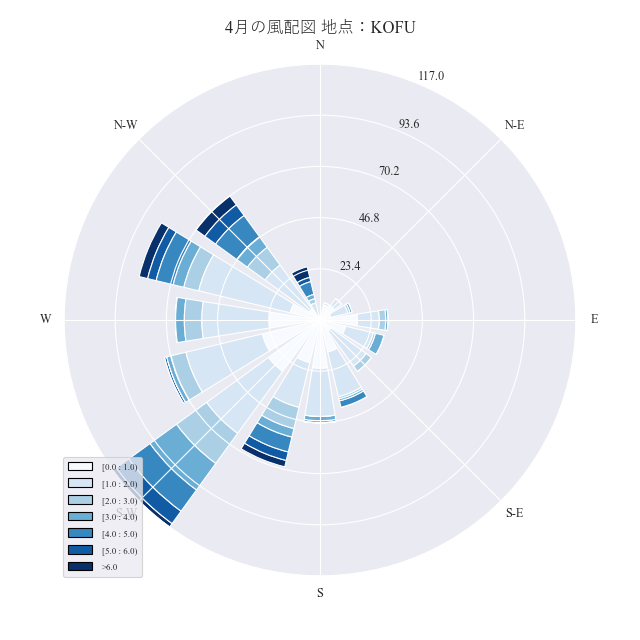 4月の風配図 地点：KOFU
N
117.0
N-W
N-E
93.6
70.2
46.8
23.4
W
E
S-W
S-E
S
[0.0 : 1.0)
[1.0 : 2.0)
[2.0 : 3.0)
[3.0 : 4.0)
[4.0 : 5.0)
[5.0 : 6.0)
>6.0